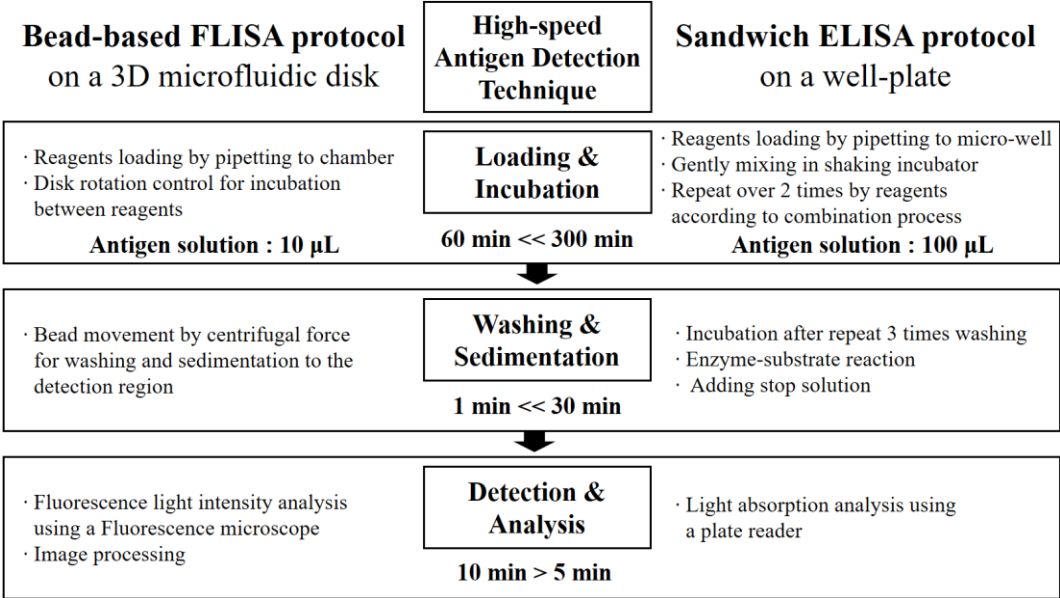 Bead-based FLISA protocol
on a 3D microfluidic disk
High-speed
Antigen Detection
Technique
Sandwich ELISA protocol
on a well-plate
· Reagents loading by pipetting to chamber
· Disk rotation control for incubation
between reagents
Antigen solution : 10 μL
Loading &
Incubation
60 min << 300 min
· Reagents loading by pipetting to micro-well
· Gently mixing in shaking incubator
· Repeat over 2 times by reagents
according to combination process
Antigen solution : 100 μL
· Bead movement by centrifugal force
for washing and sedimentation to the
detection region
Washing &
Sedimentation
1 min << 30 min
· Incubation after repeat 3 times washing
· Enzyme-substrate reaction
· Adding stop solution
· Fluorescence light intensity analysis
using a Fluorescence microscope
· Image processing
Detection &
Analysis
10 min > 5 min
· Light absorption analysis using
a plate reader